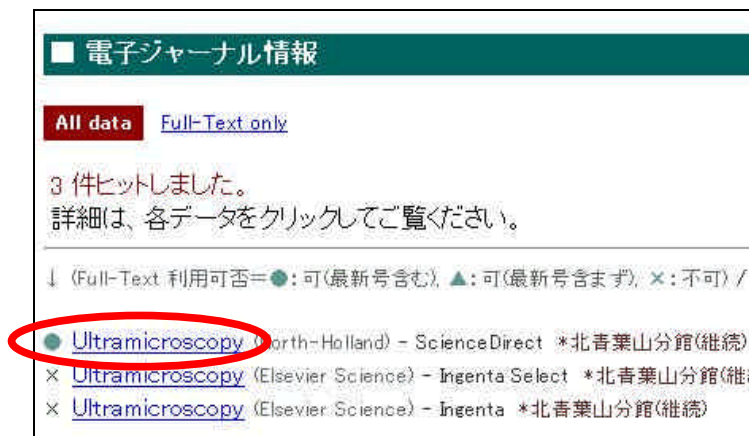 ■ 電子ジャーナル情報
All data Full-Text only
3 件ヒットしました。
詳細は、各データをクリックしてご覧ください。
↓ (Full-Text 利用可否=●: 可(最新号含む), ▲: 可(最新号含まず), ×: 不可) /
● Ultramicroscopy (North-Holland) - ScienceDirect *北青葉山分館(継続)
× Ultramicroscopy (Elsevier Science) - Ingenta Select *北青葉山分館(継
× Ultramicroscopy (Elsevier Science) - Ingenta *北青葉山分館(継続)